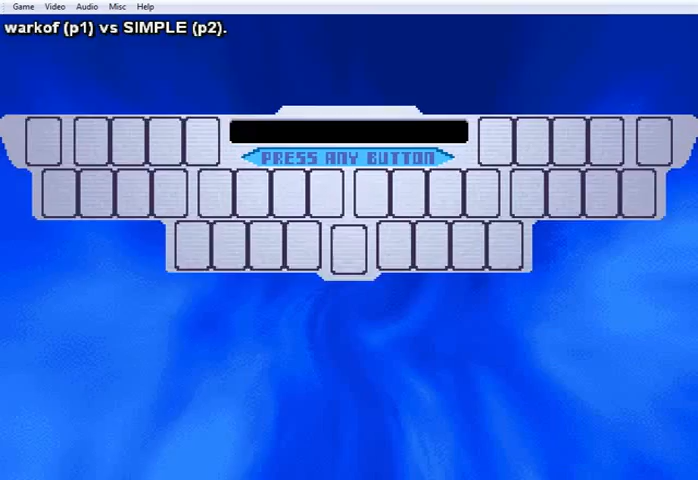 Game Video Audio Misc Help
warkof (p1) vs SIMPLE (p2).
PRESS ANY BUTTON